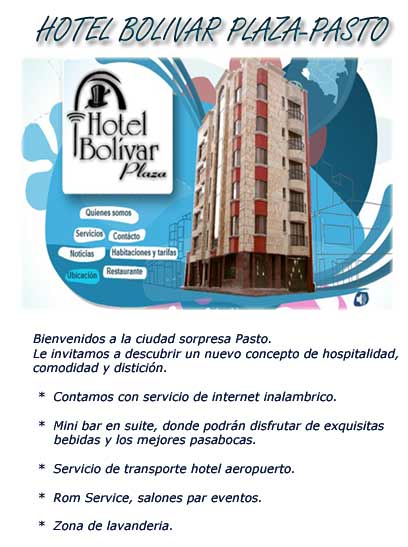 HOTEL BOLIVAR PLAZA-PASTO
Hotel
Bolívar
Plaza
Quienes somos
Servicios
Contácto
Noticias
Habitaciones y tarifas
Ubicación
Restaurante
Bienvenidos a la ciudad sorpresa Pasto.
Le invitamos a descubrir un nuevo concepto de hospitalidad,
comodidad y distición.
* Contamos con servicio de internet inalambrico.
* Mini bar en suite, donde podrán disfrutar de exquisitas
bebidas y los mejores pasabocas.
* Servicio de transporte hotel aeropuerto.
* Rom Service, salones par eventos.
* Zona de lavanderia.